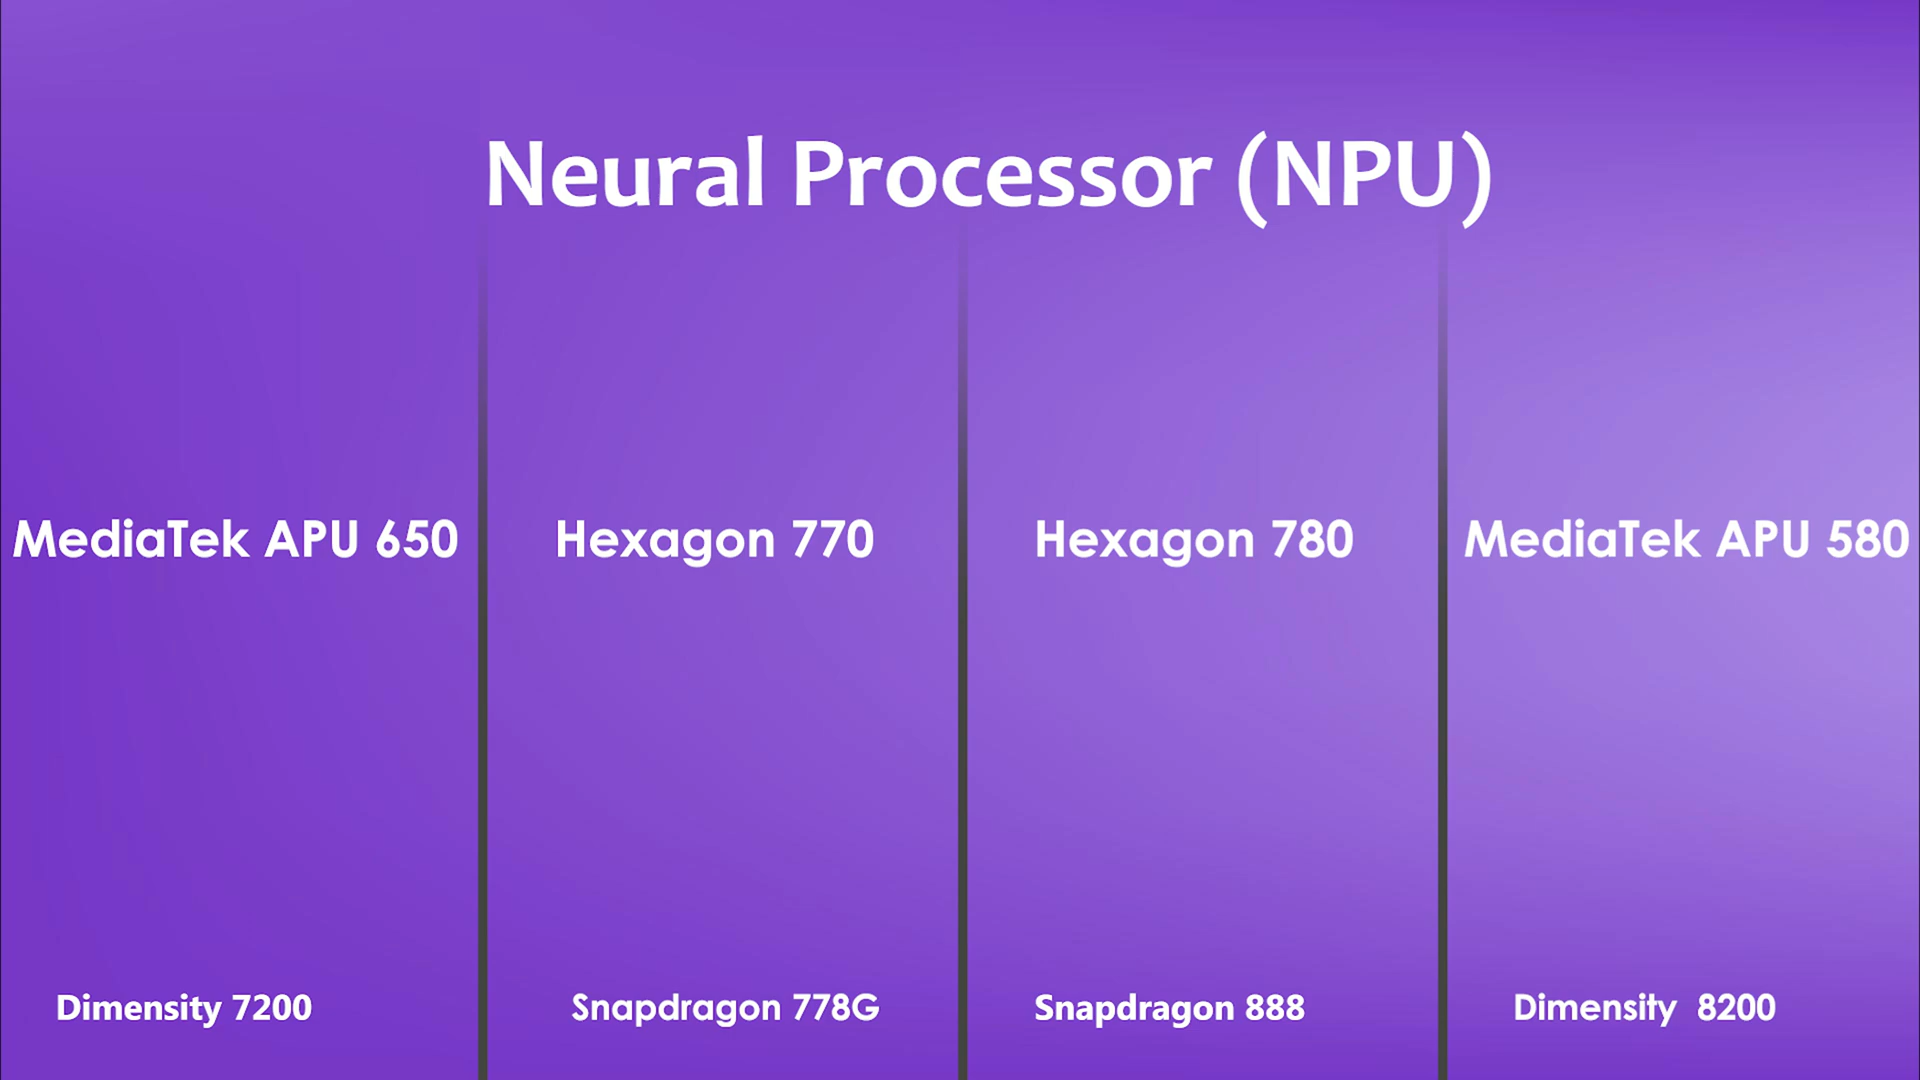 Neural Processor (NPU)
MediaTek APU 650
Hexagon 770
Hexagon 780
MediaTek APU 580
Dimensity 7200
Snapdragon 778G
Snapdragon 888
Dimensity 8200